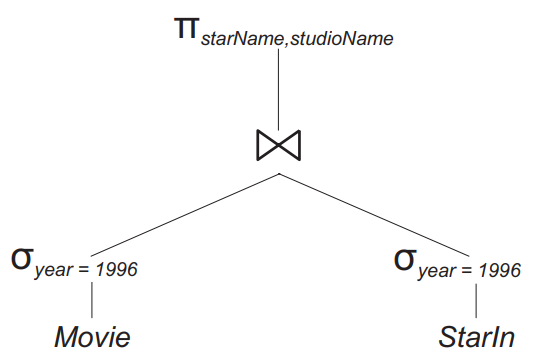 π starName,studioName
⋈
σ year = 1996
σ year = 1996
Movie
StarIn